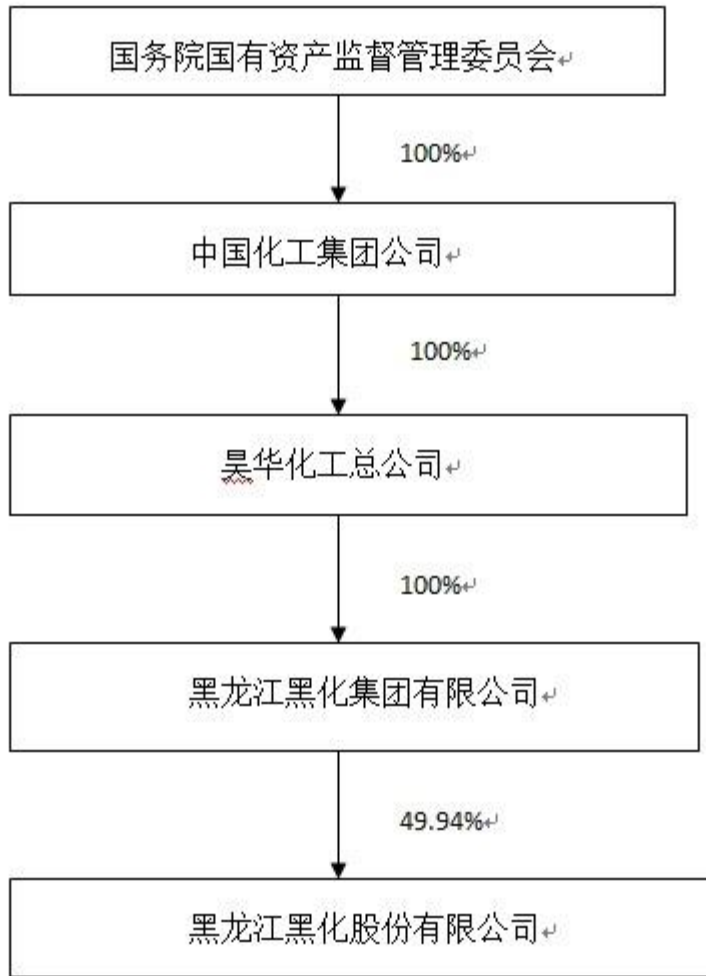 国务院国有资产监督管理委员会
100%
中国化工集团公司
100%
昊华化工总公司
100%
黑龙江黑化集团有限公司
49.94%
黑龙江黑化股份有限公司